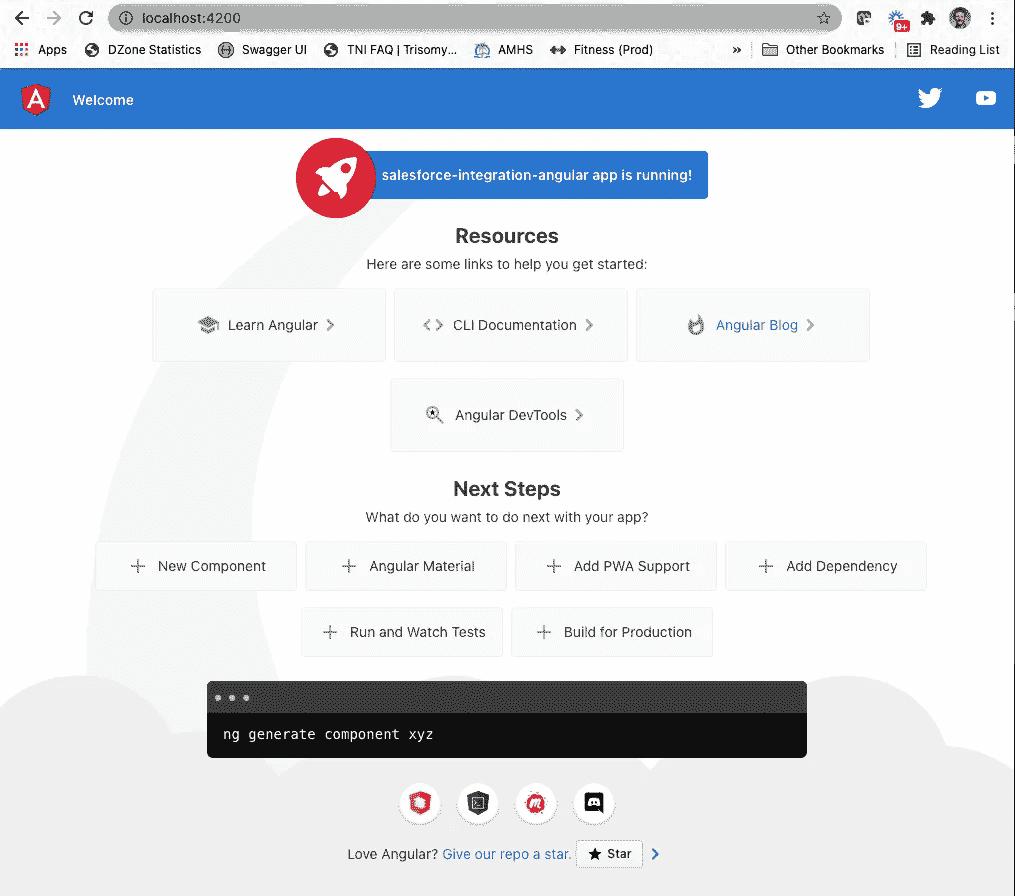 localhost:4200
9+
Apps DZone Statistics Swagger UI TNI FAQ | Trisomy... AMHS Fitness (Prod) » Other Bookmarks Reading List
A Welcome
salesforce-integration-angular app is running!
Resources
Here are some links to help you get started:
Learn Angular CLI Documentation Angular Blog
Angular DevTools
Next Steps
What do you want to do next with your app?
New Component Angular Material Add PWA Support Add Dependency
Run and Watch Tests Build for Production
ng generate component xyz
m
Love Angular? Give our repo a star. Star